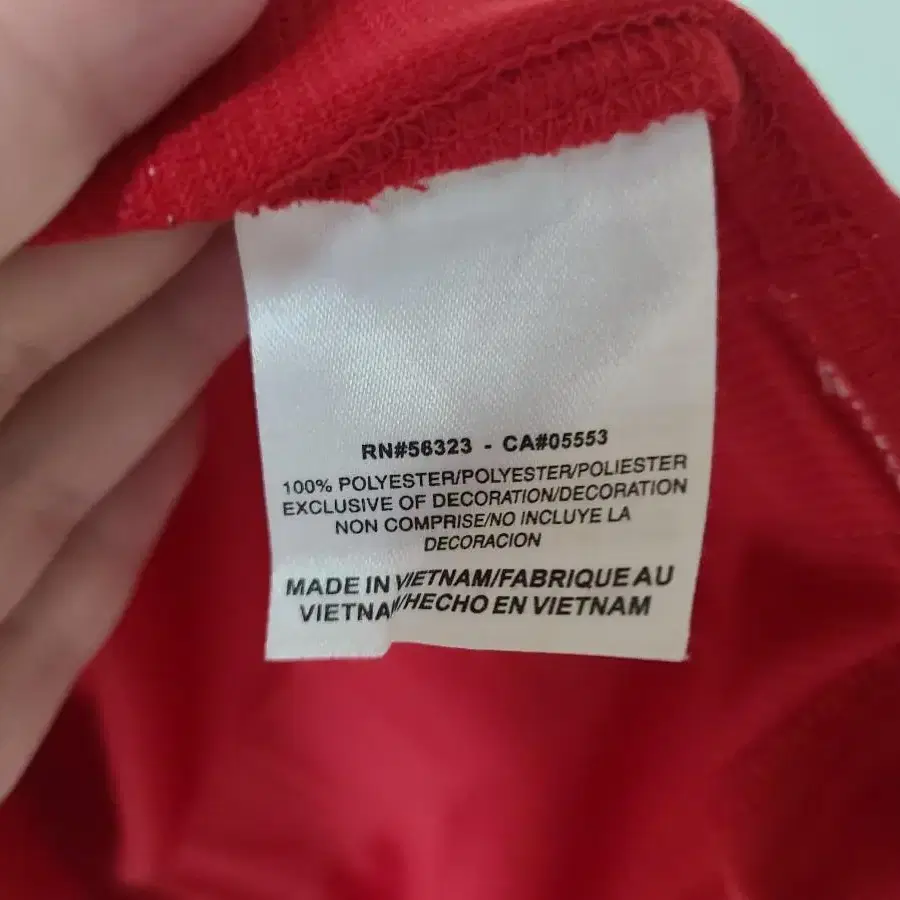 RN#56323 - CA#05553
100% POLYESTER/POLYESTER/POLIESTER
EXCLUSIVE OF DECORATION/DECORATION
NON COMPRISE/NO INCLUYE LA
DECORACION
MADE IN VIETNAM/FABRIQUE AU
VIETNAM/HECHO EN VIETNAM